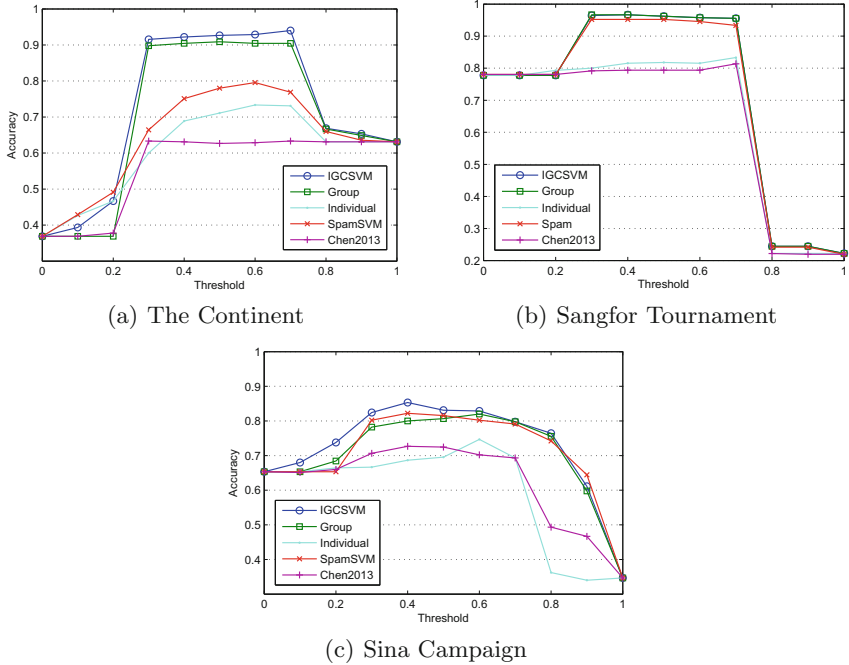 1
0.9
0.8
0.7
0.6
0.5
0.4
Accuracy
0 0.2 0.4 0.6 0.8 1
Threshold
IGCSVM
Group
Individual
SpamSVM
Chen2013
(a) The Continent
1
0.9
0.8
0.7
0.6
0.5
0.4
0.3
0.2
Accuracy
0 0.2 0.4 0.6 0.8 1
Threshold
IGCSVM
Group
Individual
Spam
Chen2013
(b) Sangfor Tournament
1
0.9
0.8
0.7
0.6
0.5
0.4
Accuracy
0 0.2 0.4 0.6 0.8 1
Threshold
IGCSVM
Group
Individual
SpamSVM
Chen2013
(c) Sina Campaign